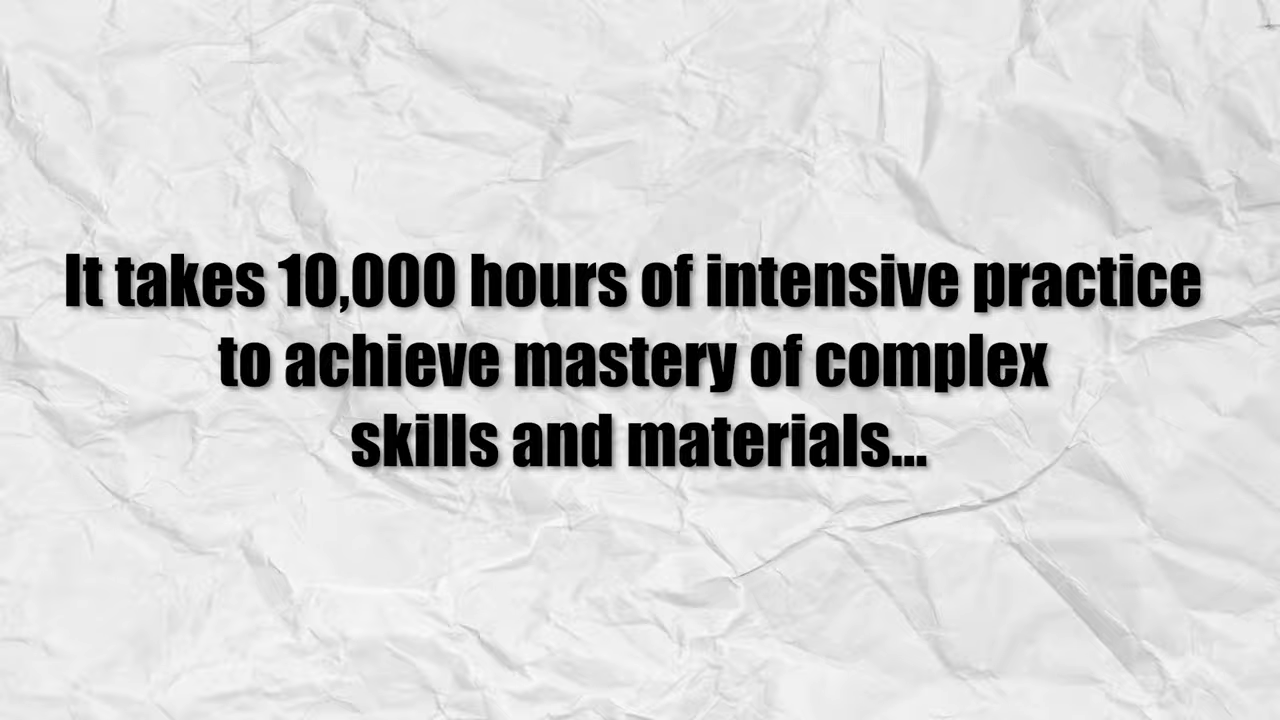 It takes 10,000 hours of intensive practice
to achieve mastery of complex
skills and materials...